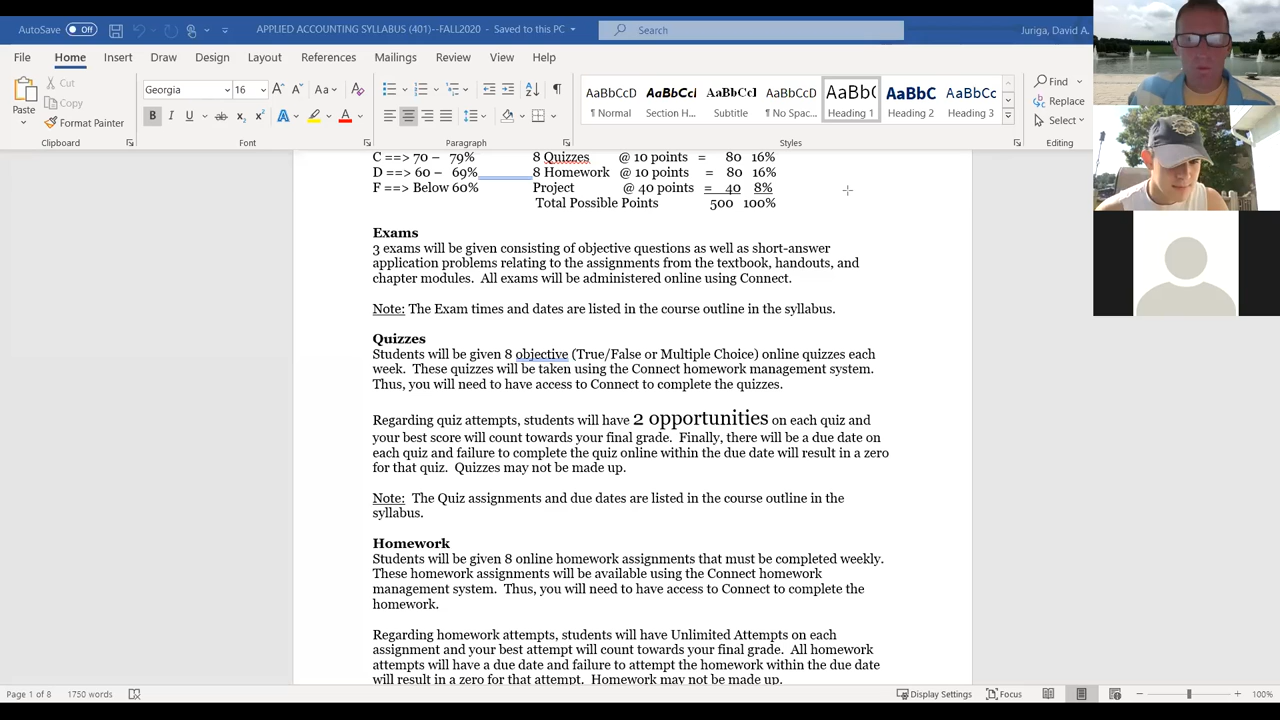 AutoSave Off APPLIED ACCOUNTING SYLLABUS (401)--FALL2020 - Saved to this PC Search Juriga, David A.
File Home Insert Draw Design Layout References Mailings Review View Help
Cut
Copy
Paste
Format Painter
Georgia 16 A A Aa
B I U ab x₂ x² A A
AaBbCcD AaBbCcI AaBbCcI AaBbCcD AaBbC AaBbC AaBbCc
¶ Normal Section H... Subtitle ¶ No Spac... Heading 1 Heading 2 Heading 3
Find
Replace
Select
Clipboard Font Paragraph Styles Editing
C ==> 70 – 79% 8 Quizzes @ 10 points = 80 16%
D ==> 60 – 69% 8 Homework @ 10 points = 80 16%
F ==> Below 60% Project @ 40 points = 40 8%
Total Possible Points 500 100%
Exams
3 exams will be given consisting of objective questions as well as short-answer
application problems relating to the assignments from the textbook, handouts, and
chapter modules. All exams will be administered online using Connect.
Note: The Exam times and dates are listed in the course outline in the syllabus.
Quizzes
Students will be given 8 objective (True/False or Multiple Choice) online quizzes each
week. These quizzes will be taken using the Connect homework management system.
Thus, you will need to have access to Connect to complete the quizzes.
Regarding quiz attempts, students will have 2 opportunities on each quiz and
your best score will count towards your final grade. Finally, there will be a due date on
each quiz and failure to complete the quiz online within the due date will result in a zero
for that quiz. Quizzes may not be made up.
Note: The Quiz assignments and due dates are listed in the course outline in the
syllabus.
Homework
Students will be given 8 online homework assignments that must be completed weekly.
These homework assignments will be available using the Connect homework
management system. Thus, you will need to have access to Connect to complete the
homework.
Regarding homework attempts, students will have Unlimited Attempts on each
assignment and your best attempt will count towards your final grade. All homework
attempts will have a due date and failure to attempt the homework within the due date
will result in a zero for that attempt. Homework may not be made up.
Page 1 of 8 1750 words Display Settings Focus 100%